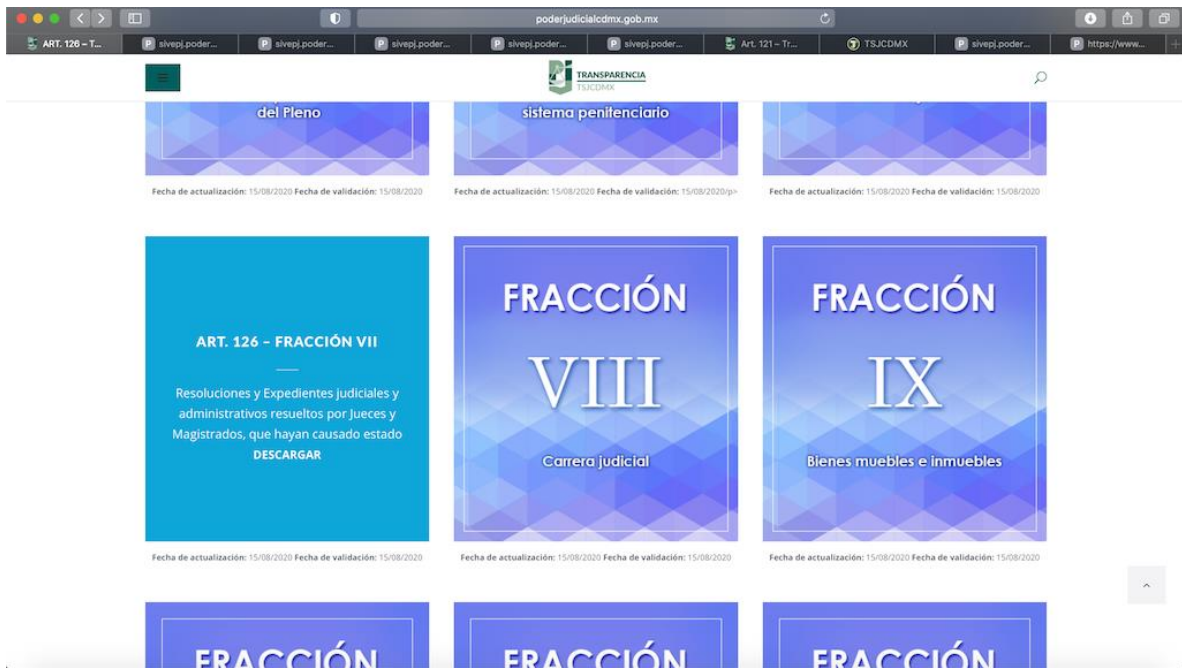 poderjudicialcdmx.gob.mx
ART. 126 – T...
sivepj.poder...
sivepj.poder...
sivepj.poder...
sivepj.poder...
sivepj.poder...
Art. 121 – Tr...
TSJCDMX
sivepj.poder...
https://www...
TRANSPARENCIA
TSJCDMX
del Pleno
sistema penitenciario
Fecha de actualización: 15/08/2020 Fecha de validación: 15/08/2020
Fecha de actualización: 15/08/2020 Fecha de validación: 15/08/2020/p>
Fecha de actualización: 15/08/2020 Fecha de validación: 15/08/2020
ART. 126 – FRACCIÓN VII
Resoluciones y Expedientes judiciales y
administrativos resueltos por Jueces y
Magistrados, que hayan causado estado
DESCARGAR
FRACCIÓN
VIII
Carrera judicial
FRACCIÓN
IX
Bienes muebles e inmuebles
Fecha de actualización: 15/08/2020 Fecha de validación: 15/08/2020
Fecha de actualización: 15/08/2020 Fecha de validación: 15/08/2020
Fecha de actualización: 15/08/2020 Fecha de validación: 15/08/2020
FRACCIÓN
FRACCIÓN
FRACCIÓN